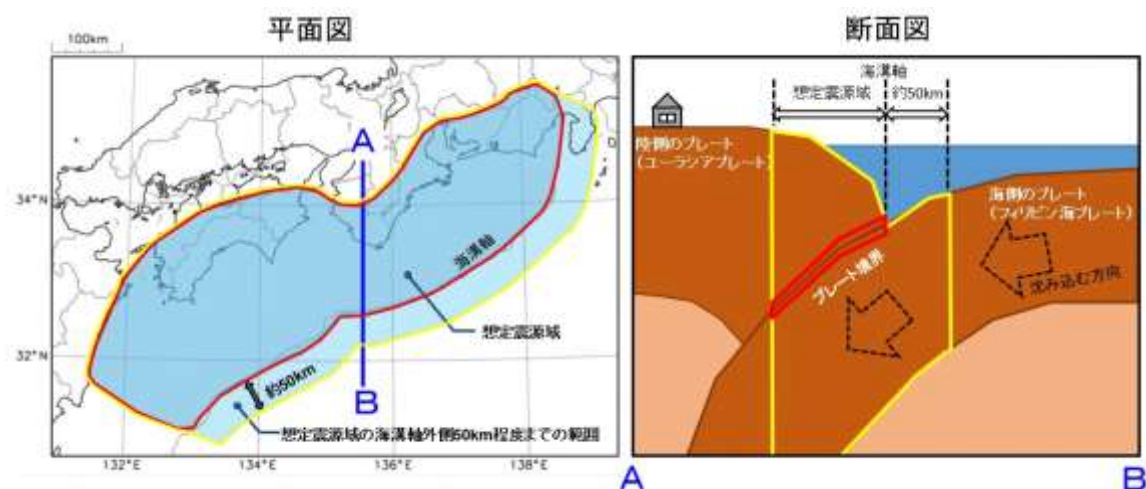 平面図
100km
34°N
32°N
132°E
134°E
136°E
138°E
A
B
海溝軸
想定震源域
約50km
想定震源域の海溝軸外側50km程度までの範囲
断面図
海溝軸
想定震源域
約50km
陸側のプレート
(ユーラシアプレート)
海側のプレート
(フィリピン海プレート)
プレート境界
沈み込む方向
A
B